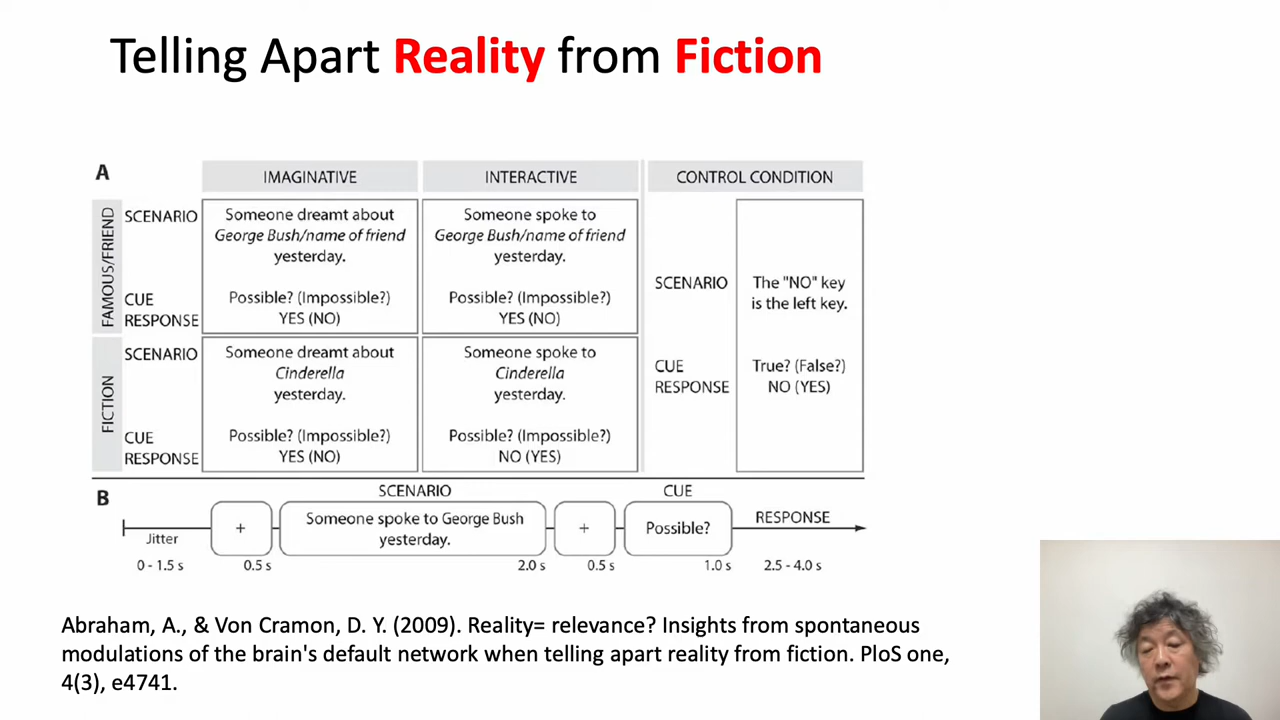 Telling Apart Reality from Fiction
A
IMAGINATIVE
INTERACTIVE
CONTROL CONDITION
FAMOUS/FRIEND
SCENARIO
Someone dreamt about
George Bush/name of friend
yesterday.
Someone spoke to
George Bush/name of friend
yesterday.
CUE
RESPONSE
Possible? (Impossible?)
YES (NO)
Possible? (Impossible?)
YES (NO)
FICTION
SCENARIO
Someone dreamt about
Cinderella
yesterday.
Someone spoke to
Cinderella
yesterday.
CUE
RESPONSE
Possible? (Impossible?)
YES (NO)
Possible? (Impossible?)
NO (YES)
SCENARIO
The "NO" key
is the left key.
CUE
RESPONSE
True? (False?)
NO (YES)
B
SCENARIO
CUE
Jitter
+
Someone spoke to George Bush
yesterday.
+
Possible?
RESPONSE
0 - 1.5 s
0.5 s
2.0 s
0.5 s
1.0 s
2.5 - 4.0 s
Abraham, A., & Von Cramon, D. Y. (2009). Reality= relevance? Insights from spontaneous
modulations of the brain's default network when telling apart reality from fiction. PloS one,
4(3), e4741.